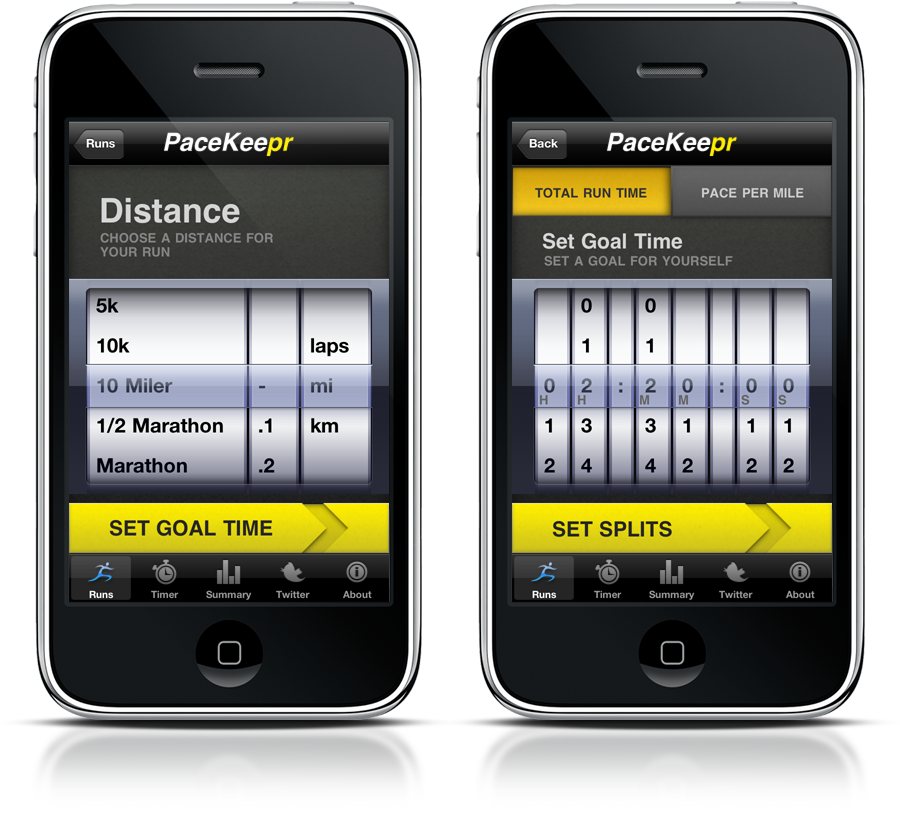 Runs
PaceKeepr
Distance
CHOOSE A DISTANCE FOR
YOUR RUN
5k
10k laps
10 Miler - mi
1/2 Marathon .1 km
Marathon .2
SET GOAL TIME
Runs Timer Summary Twitter About
Back
PaceKeepr
TOTAL RUN TIME PACE PER MILE
Set Goal Time
SET A GOAL FOR YOURSELF
0 0
1 1
0 2 : 2 0 : 0 0
H H M M S S
1 3 3 1 1 1
2 4 4 2 2 2
SET SPLITS
Runs Timer Summary Twitter About